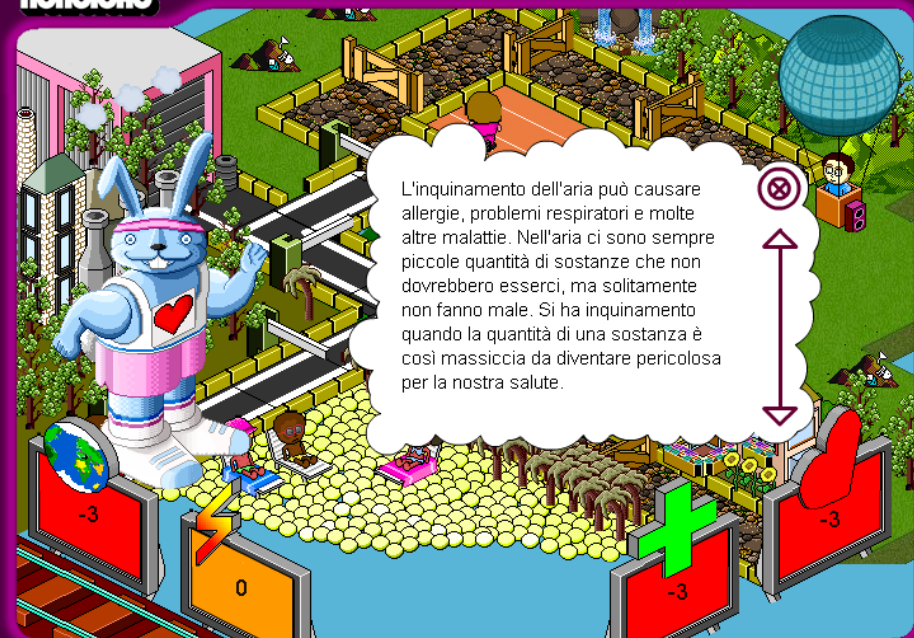 L'inquinamento dell'aria può causare
allergie, problemi respiratori e molte
altre malattie. Nell'aria ci sono sempre
piccole quantità di sostanze che non
dovrebbero esserci, ma solitamente
non fanno male. Si ha inquinamento
quando la quantità di una sostanza è
così massiccia da diventare pericolosa
per la nostra salute.
-3
0
-3
-3